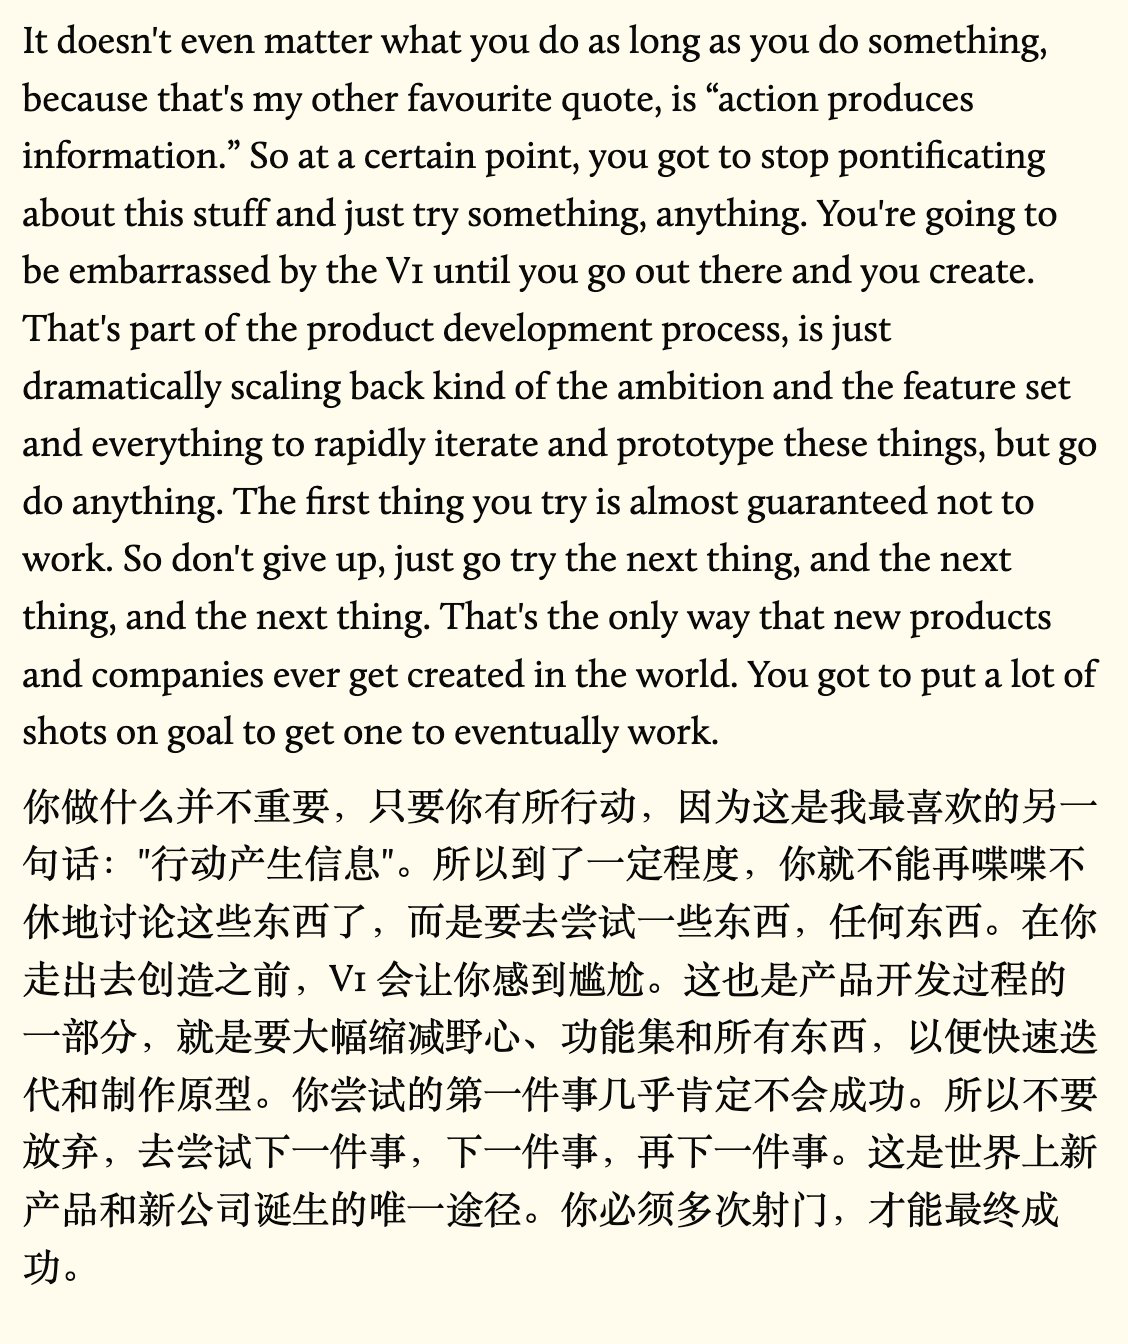 It doesn't even matter what you do as long as you do something,
because that's my other favourite quote, is “action produces
information.” So at a certain point, you got to stop pontificating
about this stuff and just try something, anything. You're going to
be embarrassed by the V1 until you go out there and you create.
That's part of the product development process, is just
dramatically scaling back kind of the ambition and the feature set
and everything to rapidly iterate and prototype these things, but go
do anything. The first thing you try is almost guaranteed not to
work. So don't give up, just go try the next thing, and the next
thing, and the next thing. That's the only way that new products
and companies ever get created in the world. You got to put a lot of
shots on goal to get one to eventually work.
你做什么并不重要，只要你有所行动，因为这是我最喜欢的另一
句话："行动产生信息"。所以到了一定程度，你就不能再喋喋不
休地讨论这些东西了，而是要去尝试一些东西，任何东西。在你
走出去创造之前，V1 会让你感到尴尬。这也是产品开发过程的
一部分，就是要大幅缩减野心、功能集和所有东西，以便快速迭
代和制作原型。你尝试的第一件事几乎肯定不会成功。所以不要
放弃，去尝试下一件事，下一件事，再下一件事。这是世界上新
产品和新公司诞生的唯一途径。你必须多次射门，才能最终成
功。